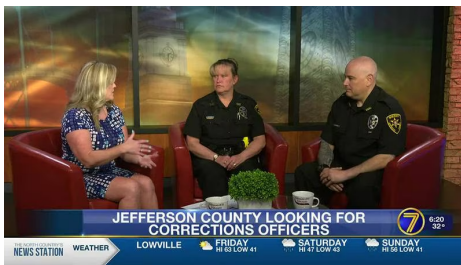 JEFFERSON COUNTY LOOKING FOR
CORRECTIONS OFFICERS
7
6:20
32°
THE NORTH COUNTRY'S
NEWS STATION
WEATHER
LOWVILLE
FRIDAY
HI 63 LOW 41
SATURDAY
HI 47 LOW 43
SUNDAY
HI 56 LOW 41